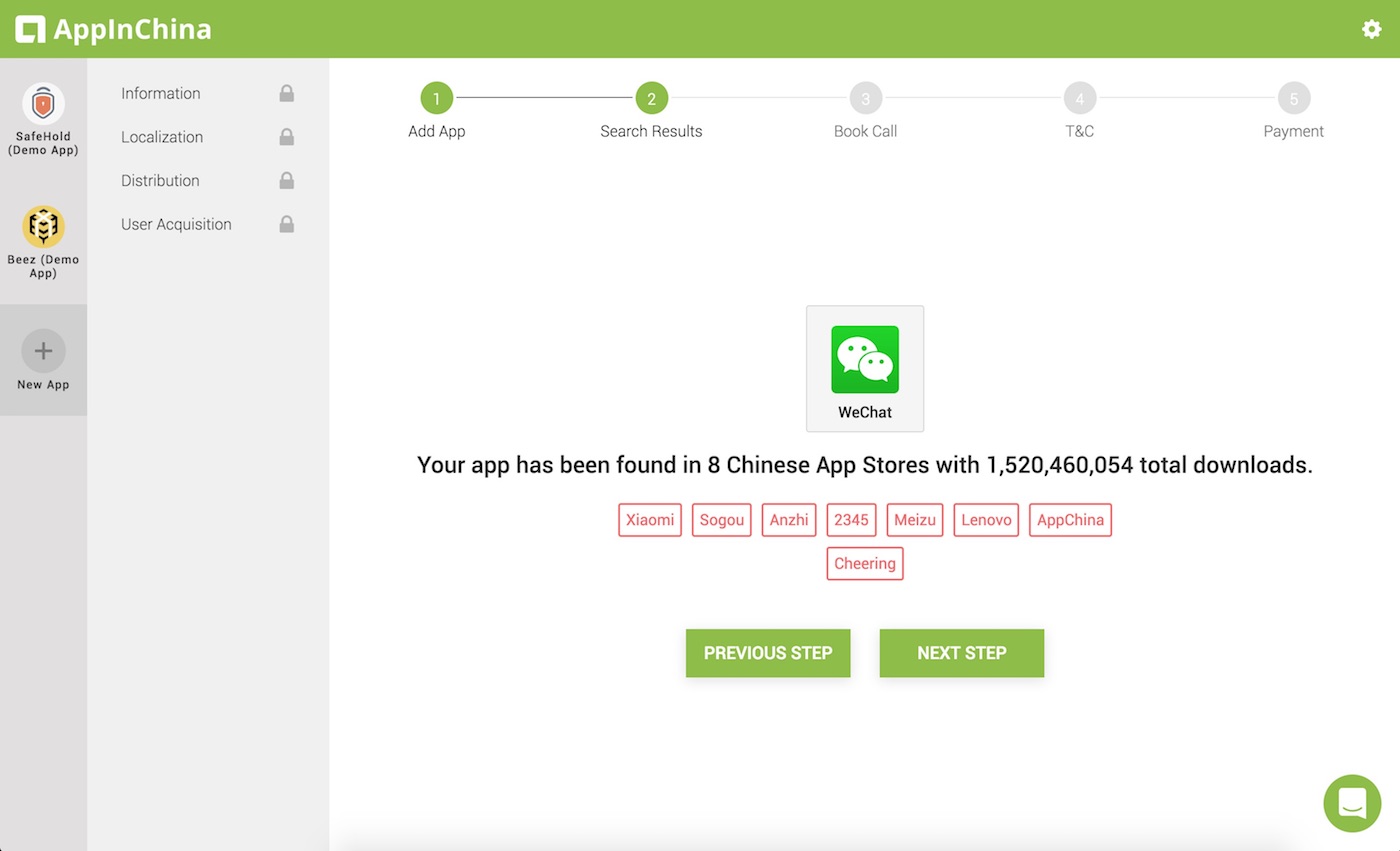 AppInChina
SafeHold
(Demo App)
Beez (Demo
App)
New App
Information
Localization
Distribution
User Acquisition
1
2
3
4
5
Add App
Search Results
Book Call
T&C
Payment
WeChat
Your app has been found in 8 Chinese App Stores with 1,520,460,054 total downloads.
Xiaomi Sogou Anzhi 2345 Meizu Lenovo AppChina
Cheering
PREVIOUS STEP NEXT STEP